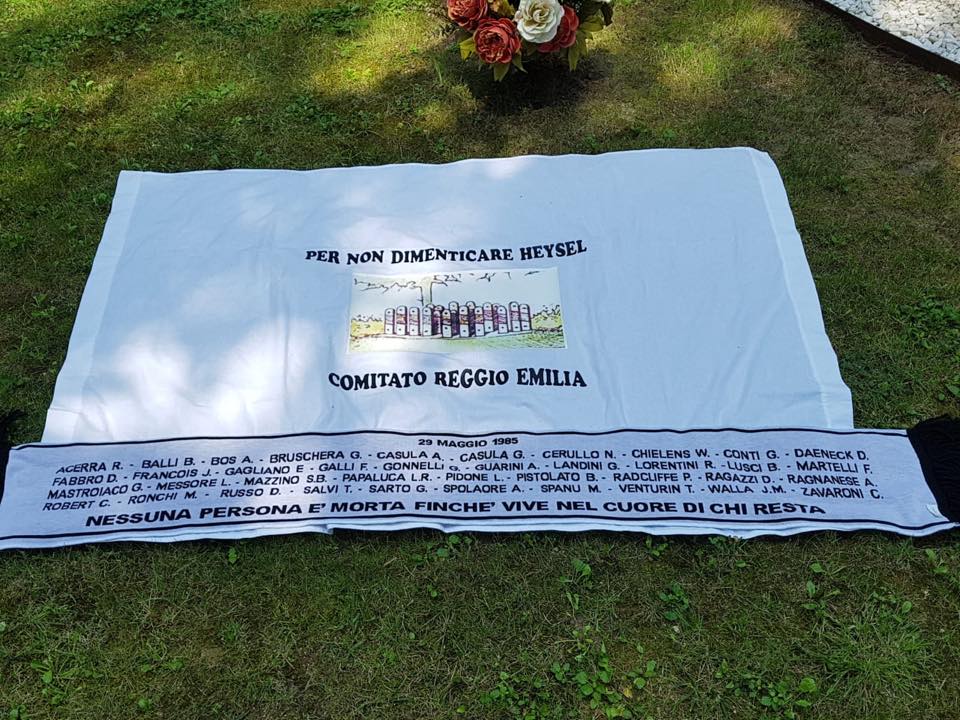 PER NON DIMENTICARE HEYSEL
COMITATO REGGIO EMILIA
29 MAGGIO 1985
ACERRA R. - BALLI B. - BOS A. - BRUSCHERA G. - CASULA A. - CASULA G. - CERULLO N. - CHIELENS W. - CONTI G. - DAENECK D.
FABBRO D. - FRANCOIS J. - GAGLIANO E - GALLI F. - GONNELLI G. - GUARINI A. - LANDINI G. - LORENTINI R. - LUSCI B. - MARTELLI F.
MASTROIACO G. - MESSORE L. - MAZZINO S.B. - PAPALUCA L.R. - PIDONE L. - PISTOLATO B. - RADCLIFFE P. - RAGAZZI D. - RAGNANESE A.
ROBERT C. - RONCHI M. - RUSSO D. - SALVI T. - SARTO G. - SPOLAORE A. - SPANU M. - VENTURIN T. - WALLA J.M. - ZAVARONI C.
NESSUNA PERSONA E' MORTA FINCHE' VIVE NEL CUORE DI CHI RESTA